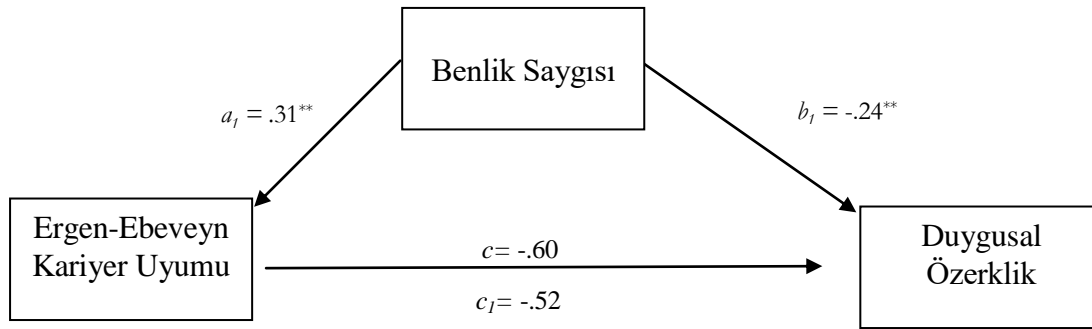 Benlik Saygısı
a₁ = .31**
b₁ = -.24**
Ergen-Ebeveyn
Kariyer Uyumu
c= -.60
c₁= -.52
Duygusal
Özerklik